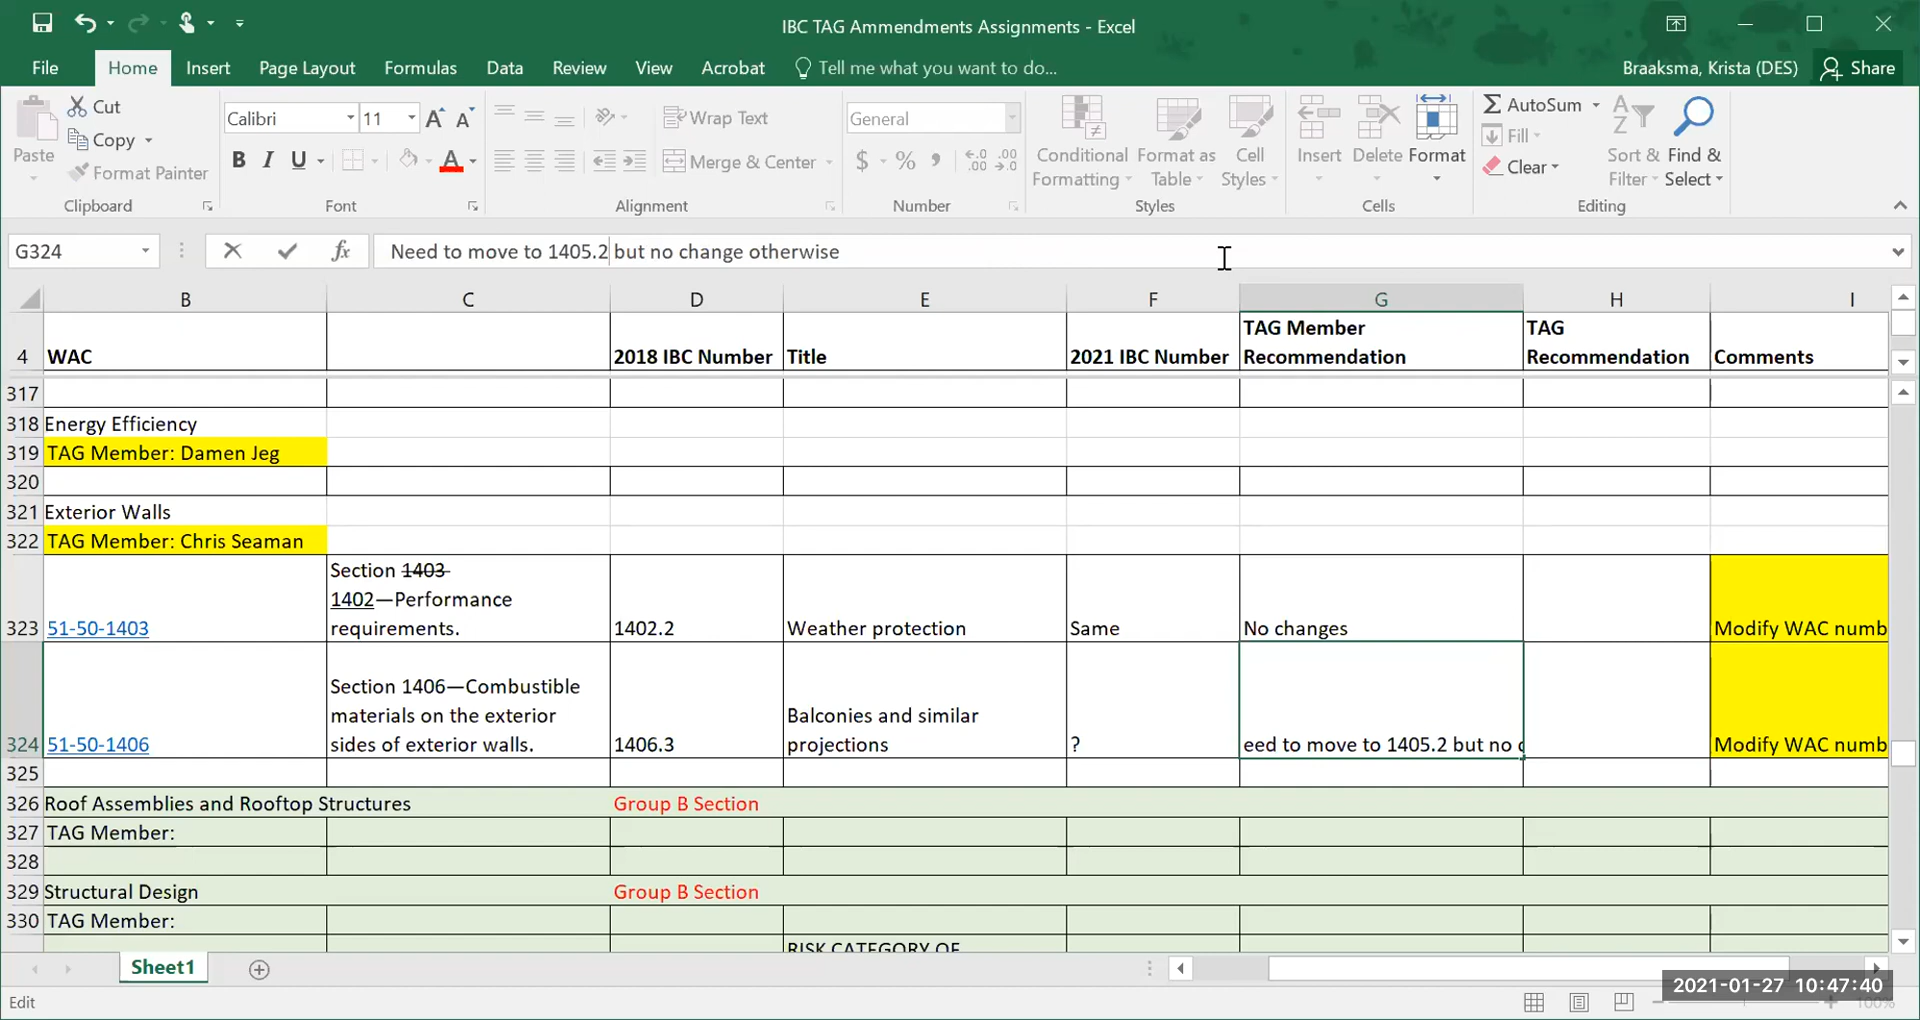 IBC TAG Ammendments Assignments - Excel
File Home Insert Page Layout Formulas Data Review View Acrobat Tell me what you want to do... Braaksma, Krista (DES) Share
Paste Cut
Copy
Format Painter
Clipboard
Calibri 11
B I U
Font
Wrap Text
Merge & Center
Alignment
General
$ % ,
Number
Conditional Formatting
Format as Table
Cell Styles
Styles
Insert Delete Format
Cells
AutoSum
Fill
Clear
Sort & Filter
Find & Select
Editing
G324 fx Need to move to 1405.2 but no change otherwise
B C D E F G H I
4 WAC 2018 IBC Number Title 2021 IBC Number TAG Member Recommendation TAG Recommendation Comments
317
318 Energy Efficiency
319 TAG Member: Damen Jeg
320
321 Exterior Walls
322 TAG Member: Chris Seaman
323 51-50-1403 Section 1403 1402—Performance requirements. 1402.2 Weather protection Same No changes Modify WAC numb
324 51-50-1406 Section 1406—Combustible materials on the exterior sides of exterior walls. 1406.3 Balconies and similar projections ? eed to move to 1405.2 but no Modify WAC numb
325
326 Roof Assemblies and Rooftop Structures Group B Section
327 TAG Member:
328
329 Structural Design Group B Section
330 TAG Member:
RISK CATEGORY OF
Sheet1
2021-01-27 10:47:40
Edit 100%